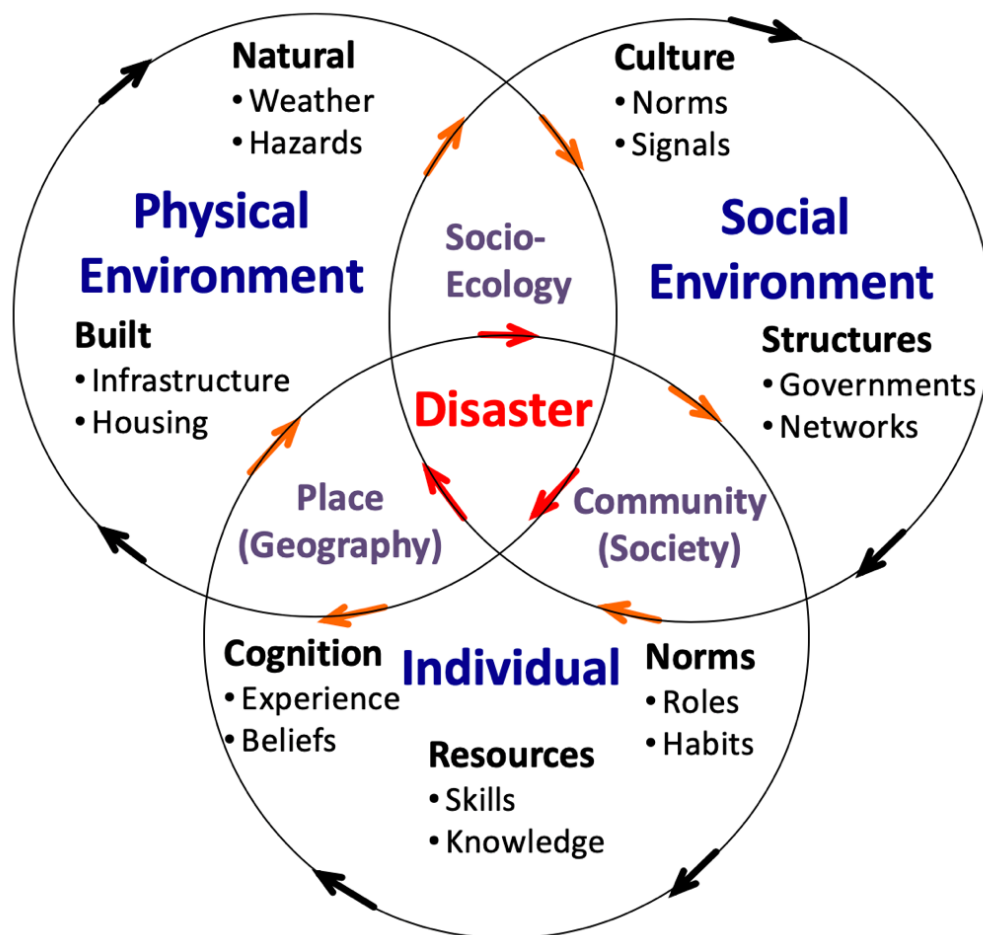 Natural
• Weather
• Hazards
Culture
• Norms
• Signals
Physical
Environment
Social
Environment
Socio-
Ecology
Built
• Infrastructure
• Housing
Structures
• Governments
• Networks
Disaster
Place
(Geography)
Community
(Society)
Cognition
• Experience
• Beliefs
Individual
Norms
• Roles
• Habits
Resources
• Skills
• Knowledge